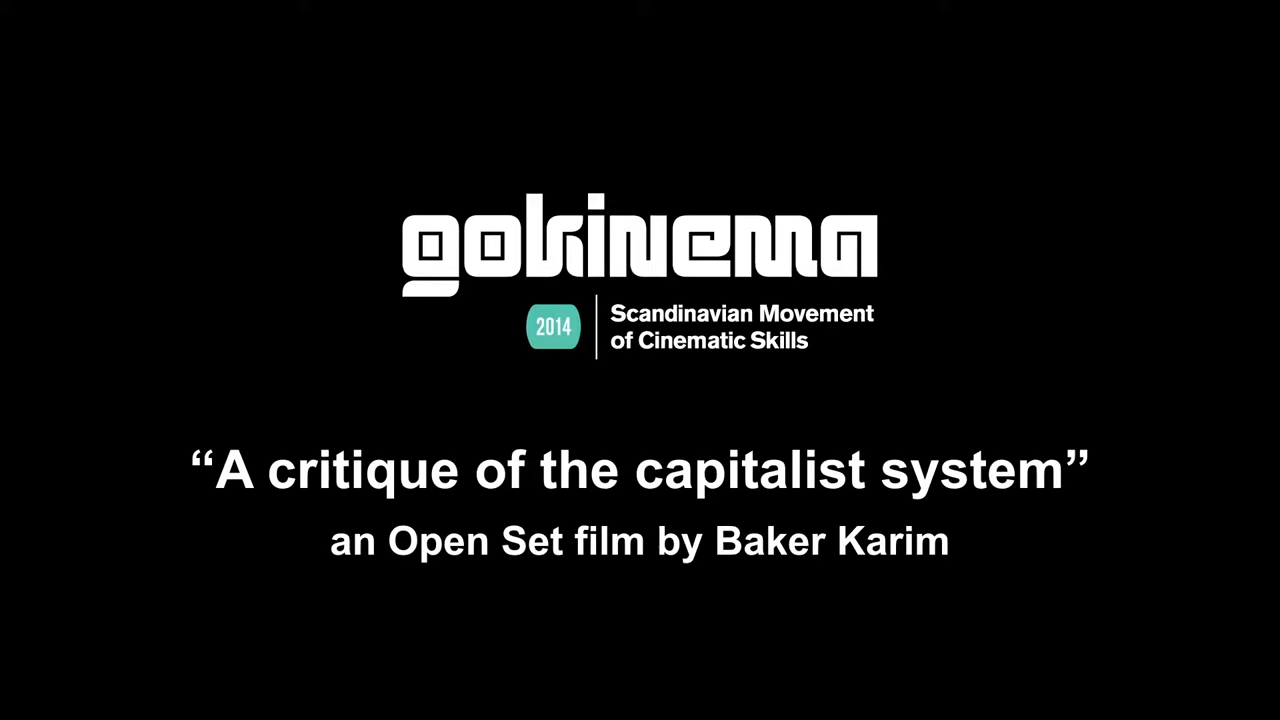 gokinema
2014
Scandinavian Movement
of Cinematic Skills
“A critique of the capitalist system”
an Open Set film by Baker Karim